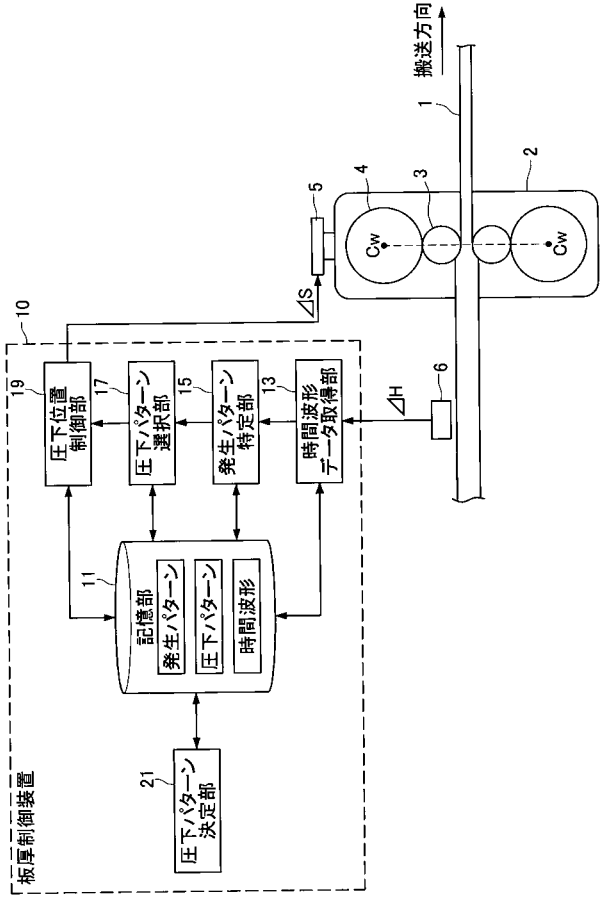 板厚制御装置
10
21
圧下パターン
決定部
11
記憶部
発生パターン
圧下パターン
時間波形
19
圧下位置
制御部
17
圧下パターン
選択部
15
発生パターン
特定部
13
時間波形
データ取得部
⊿S
⊿H
5
6
4
3
2
1
Cw
Cw
搬送方向